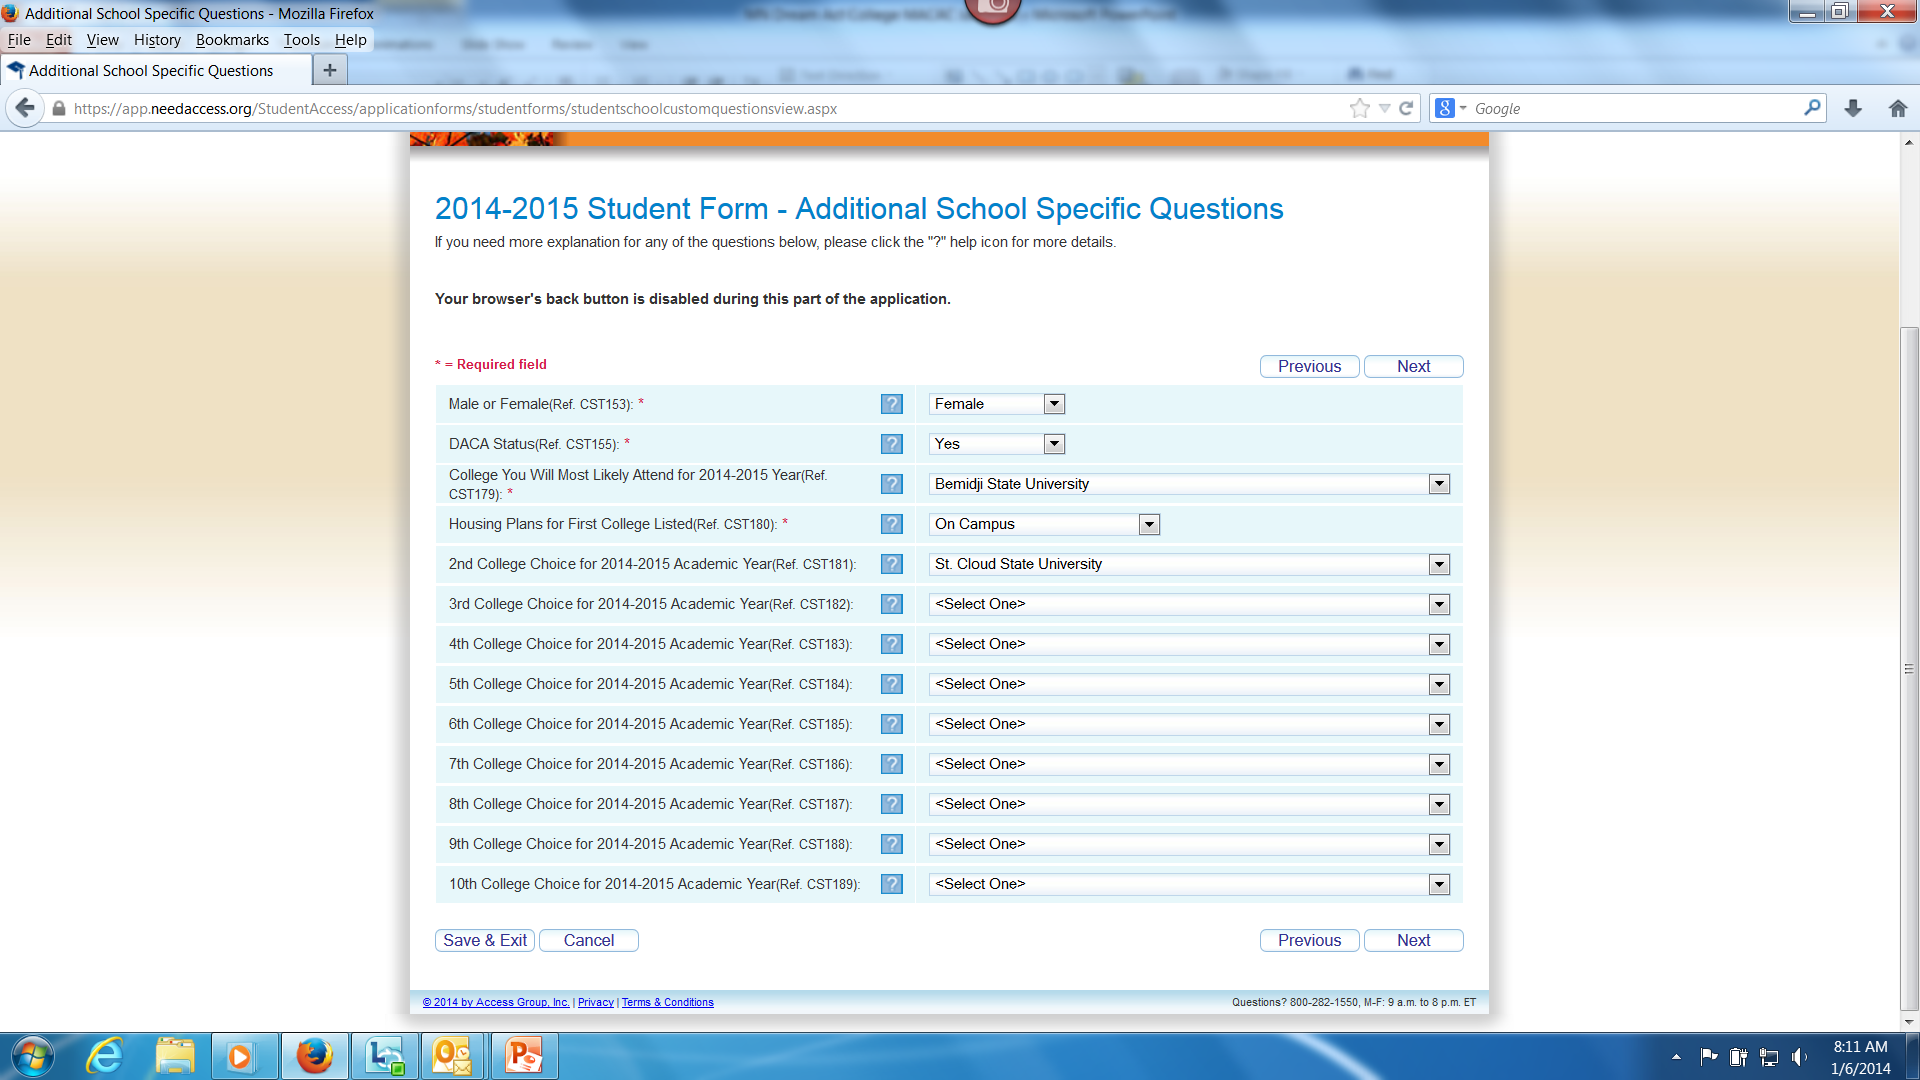 Additional School Specific Questions - Mozilla Firefox
File Edit View History Bookmarks Tools Help
Additional School Specific Questions
https://app.needaccess.org/StudentAccess/applicationforms/studentforms/studentschoolcustomquestionsview.aspx
Google
2014-2015 Student Form - Additional School Specific Questions
If you need more explanation for any of the questions below, please click the "?" help icon for more details.
Your browser's back button is disabled during this part of the application.
* = Required field
Previous Next
Male or Female(Ref. CST153): * ? Female
DACA Status(Ref. CST155): * ? Yes
College You Will Most Likely Attend for 2014-2015 Year(Ref.
CST179): * ? Bemidji State University
Housing Plans for First College Listed(Ref. CST180): * ? On Campus
2nd College Choice for 2014-2015 Academic Year(Ref. CST181): ? St. Cloud State University
3rd College Choice for 2014-2015 Academic Year(Ref. CST182): ? <Select One>
4th College Choice for 2014-2015 Academic Year(Ref. CST183): ? <Select One>
5th College Choice for 2014-2015 Academic Year(Ref. CST184): ? <Select One>
6th College Choice for 2014-2015 Academic Year(Ref. CST185): ? <Select One>
7th College Choice for 2014-2015 Academic Year(Ref. CST186): ? <Select One>
8th College Choice for 2014-2015 Academic Year(Ref. CST187): ? <Select One>
9th College Choice for 2014-2015 Academic Year(Ref. CST188): ? <Select One>
10th College Choice for 2014-2015 Academic Year(Ref. CST189): ? <Select One>
Save & Exit Cancel Previous Next
© 2014 by Access Group, Inc. | Privacy | Terms & Conditions
Questions? 800-282-1550, M-F: 9 a.m. to 8 p.m. ET
8:11 AM
1/6/2014